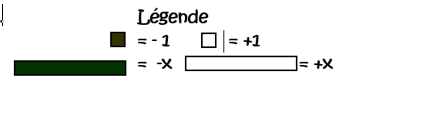 Légende
= - 1 = +1
= -x = +x